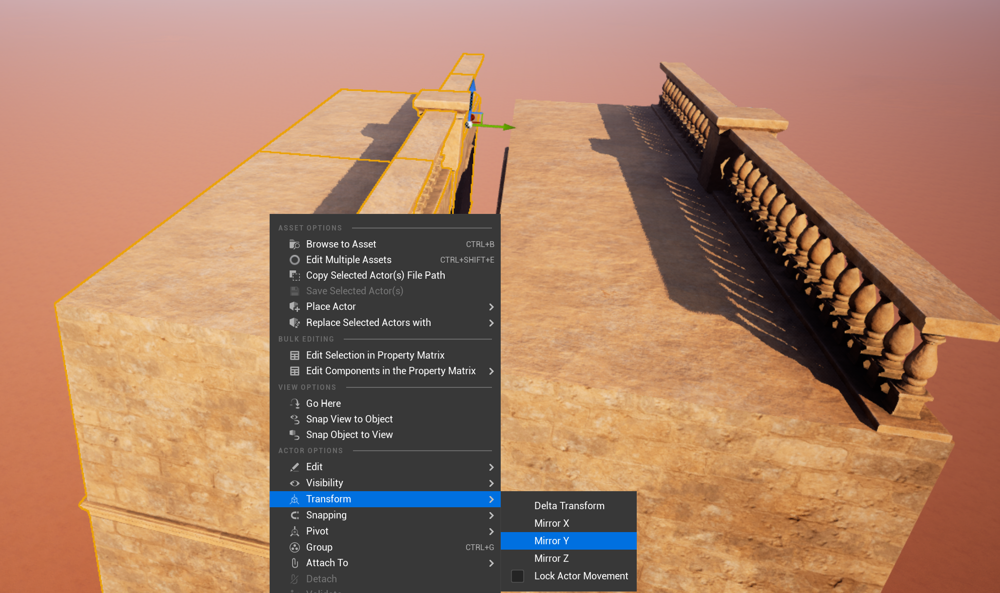 ASSET OPTIONS
Browse to Asset CTRL+B
Edit Multiple Assets CTRL+SHIFT+E
Copy Selected Actor(s) File Path
Save Selected Actor(s)
Place Actor
Replace Selected Actors with
BULK EDITING
Edit Selection in Property Matrix
Edit Components in the Property Matrix
VIEW OPTIONS
Go Here
Snap View to Object
Snap Object to View
ACTOR OPTIONS
Edit
Visibility
Transform
Snapping
Pivot
Group CTRL+G
Attach To
Detach
Delta Transform
Mirror X
Mirror Y
Mirror Z
Lock Actor Movement